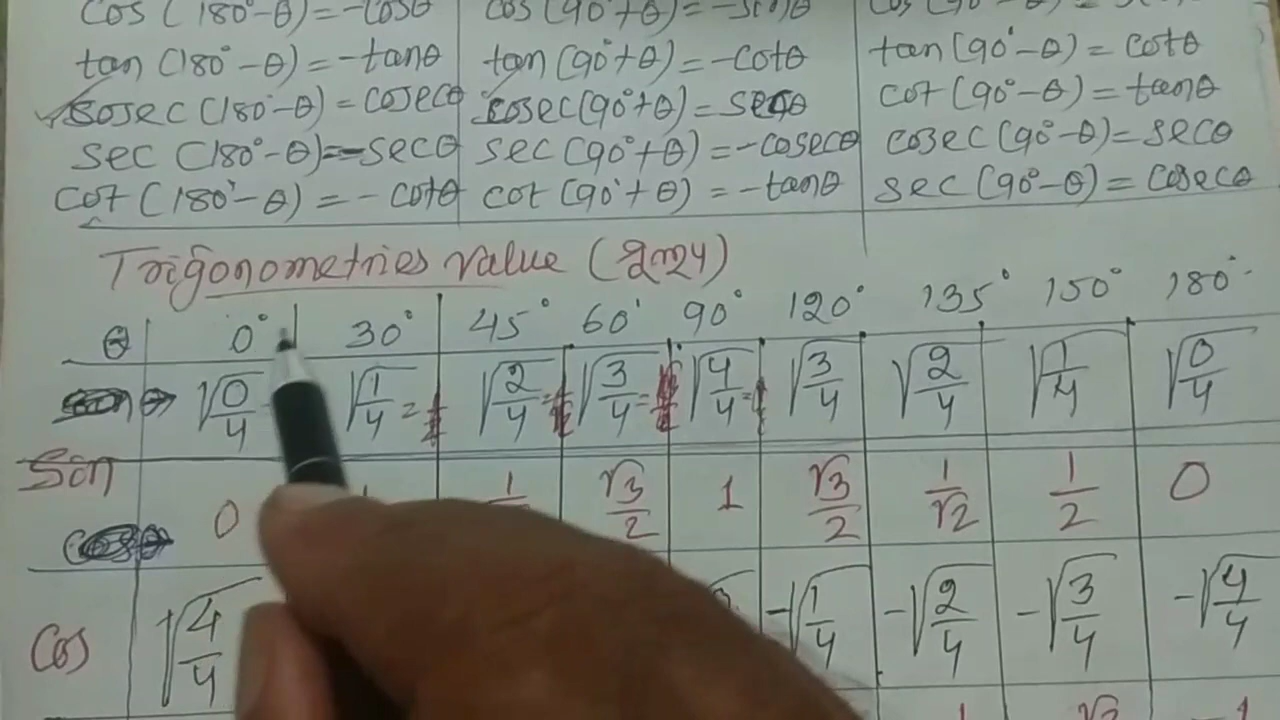 cos (180°-θ)=-cosθ cos (90°+θ)=-sinθ
tan (180°-θ)=-tanθ tan (90°+θ)=-cotθ tan (90°-θ)= cotθ
cosec (180°-θ)=cosecθ cosec(90°+θ)=secθ cot (90°-θ)=tanθ
sec (180°-θ)=-secθ sec (90°+θ)=-cosecθ cosec (90°-θ)=secθ
cot (180°-θ)=-cotθ cot (90°+θ)=-tanθ sec (90°-θ)=cosecθ
Trigonometries value
θ 0° 30° 45° 60° 90° 120° 135° 150° 180°
√0/4 √1/4 = √2/4 = √3/4 = √4/4 = √3/4 √2/4 √1/4 √0/4
Sin 0 √3/2 1 √3/2 1/√2 1/2 0
Cos √4/4 -√1/4 -√2/4 -√3/4 -√4/4